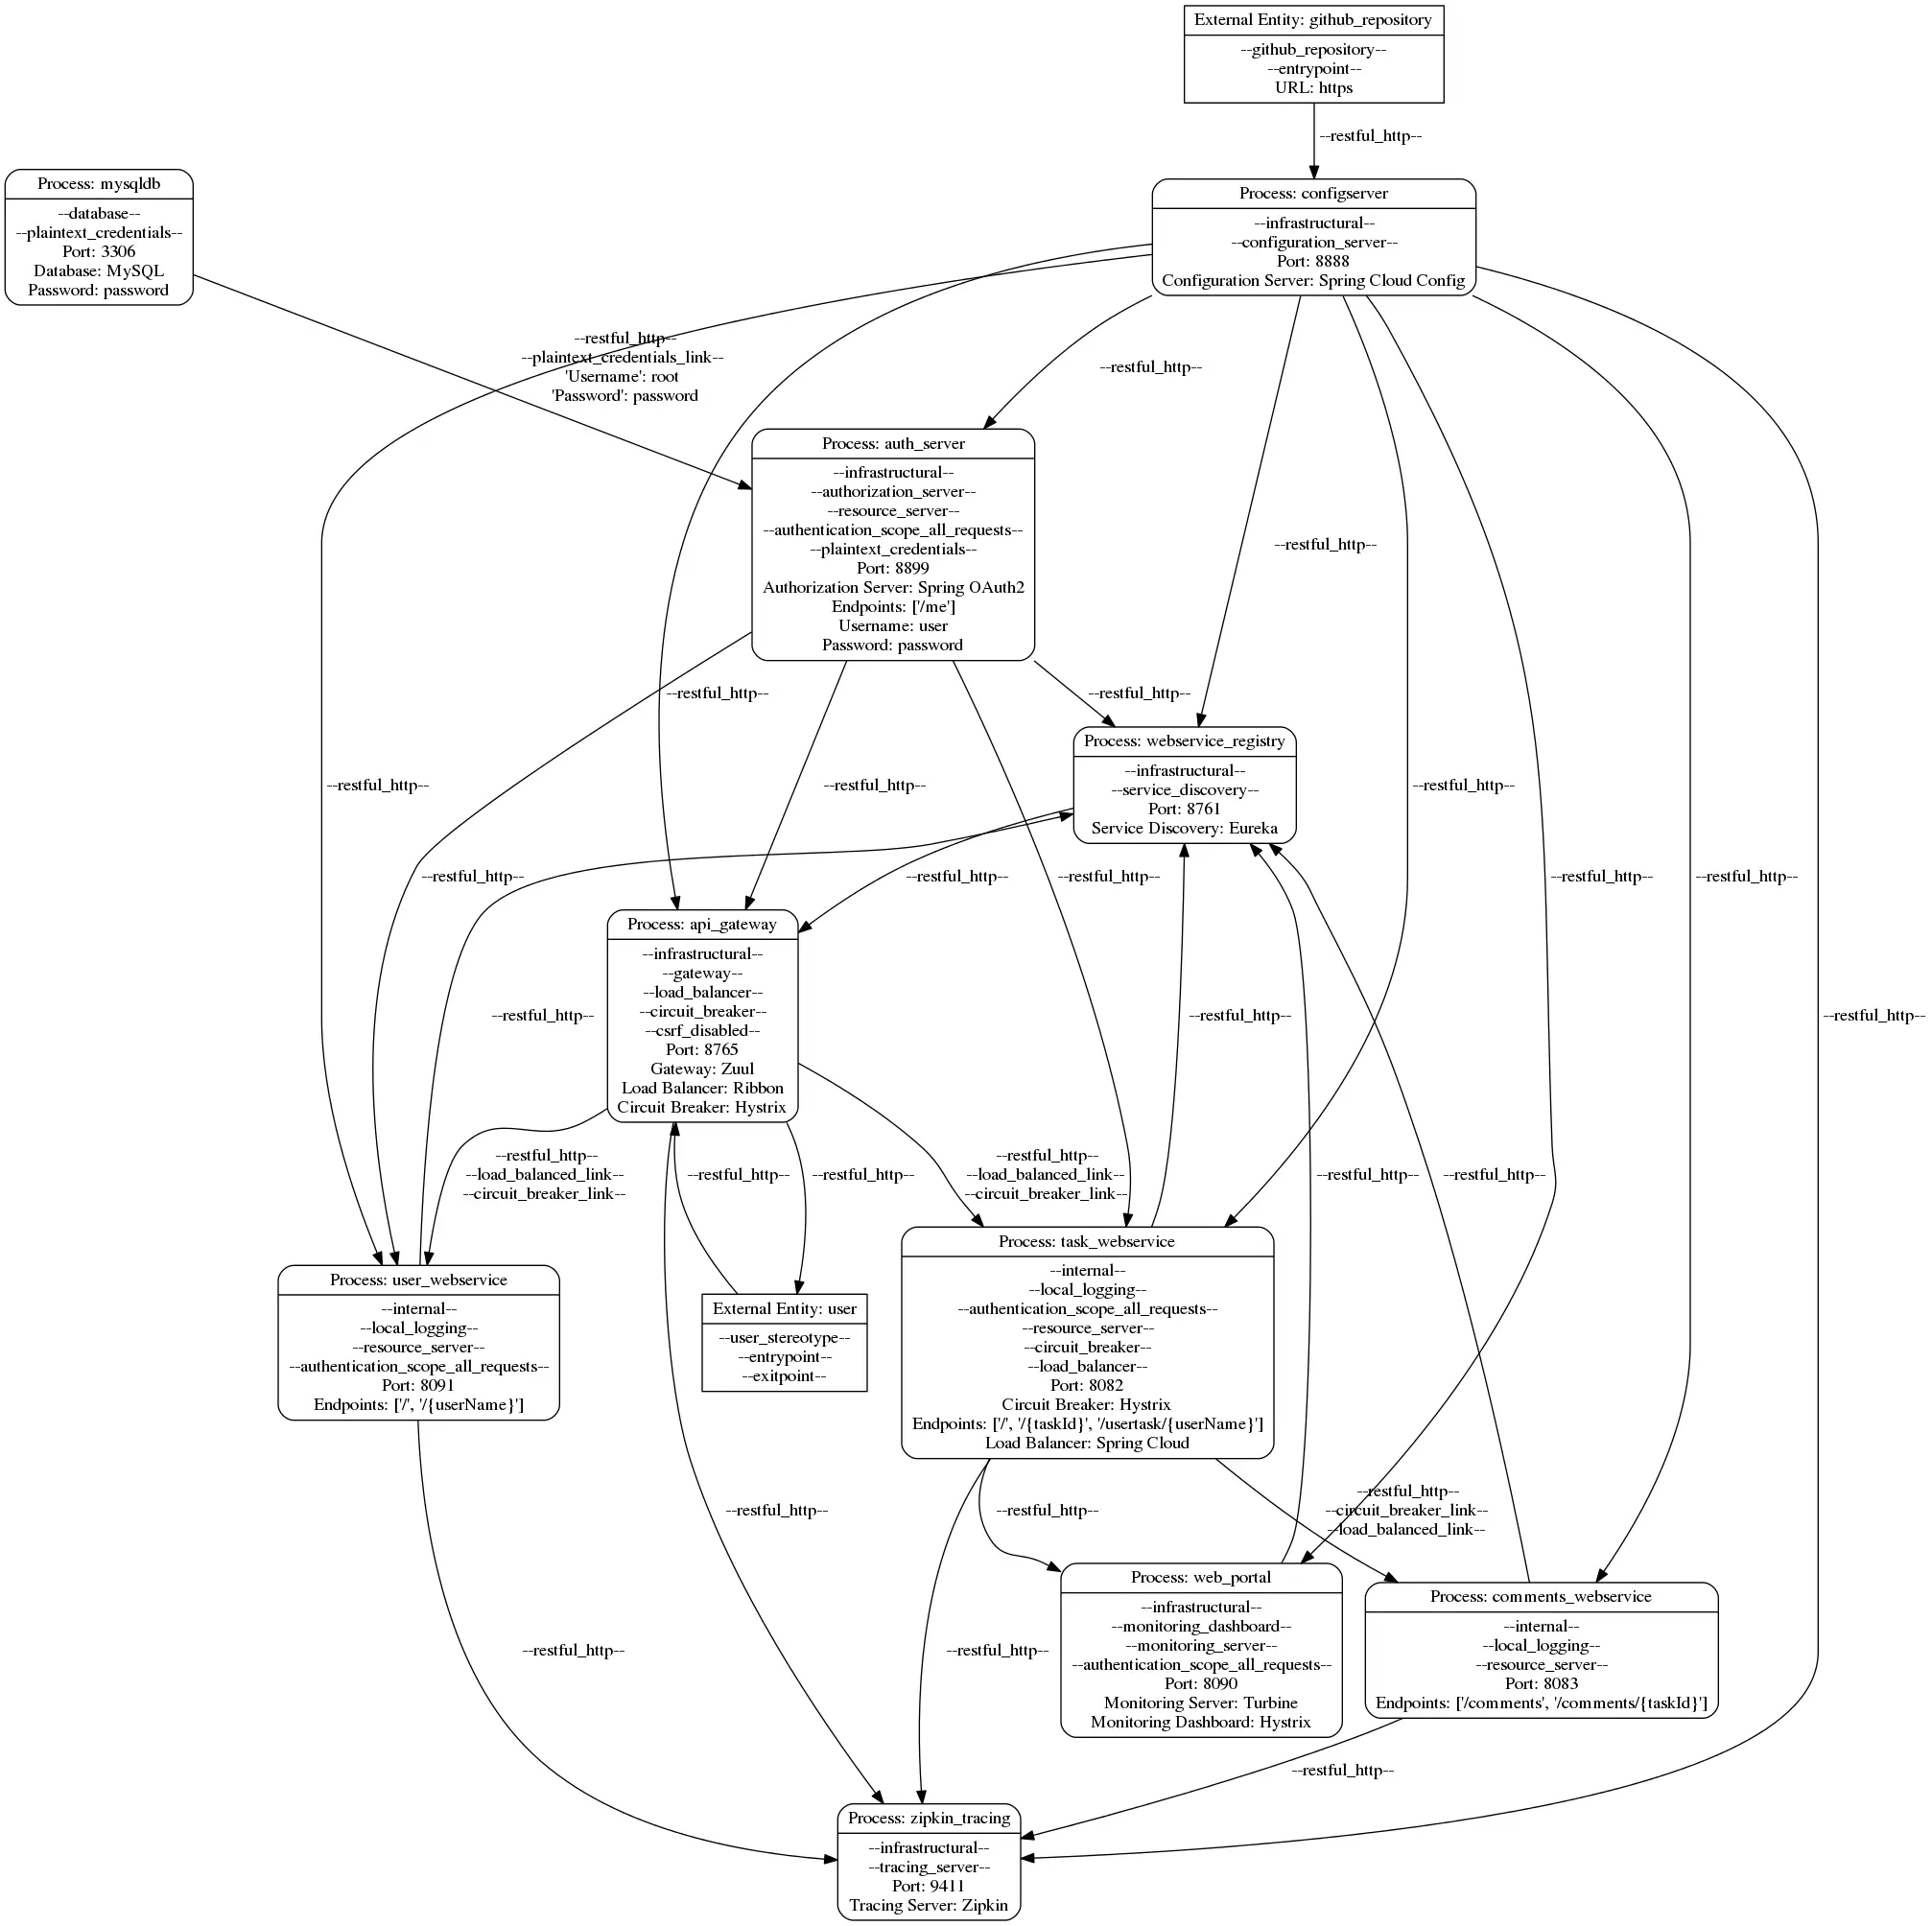 External Entity: github_repository
--github_repository--
--entrypoint--
URL: https
--restful_http--
Process: mysqldb
--database--
--plaintext_credentials--
Port: 3306
Database: MySQL
Password: password
Process: configserver
--infrastructural--
--configuration_server--
Port: 8888
Configuration Server: Spring Cloud Config
--restful_http--
--plaintext_credentials_link--
'Username': root
'Password': password
--restful_http--
Process: auth_server
--infrastructural--
--authorization_server--
--resource_server--
--authentication_scope_all_requests--
--plaintext_credentials--
Port: 8899
Authorization Server: Spring OAuth2
Endpoints: ['/me']
Username: user
Password: password
--restful_http--
--restful_http--
--restful_http--
Process: webservice_registry
--infrastructural--
--service_discovery--
Port: 8761
Service Discovery: Eureka
--restful_http--
--restful_http--
--restful_http--
--restful_http--
--restful_http--
--restful_http--
--restful_http--
--restful_http--
Process: api_gateway
--infrastructural--
--gateway--
--load_balancer--
--circuit_breaker--
--csrf_disabled--
Port: 8765
Gateway: Zuul
Load Balancer: Ribbon
Circuit Breaker: Hystrix
--restful_http--
--restful_http--
--restful_http--
--restful_http--
--load_balanced_link--
--circuit_breaker_link--
--restful_http--
--restful_http--
--restful_http--
--load_balanced_link--
--circuit_breaker_link--
--restful_http--
--restful_http--
Process: user_webservice
--internal--
--local_logging--
--resource_server--
--authentication_scope_all_requests--
Port: 8091
Endpoints: ['/', '/{userName}']
External Entity: user
--user_stereotype--
--entrypoint--
--exitpoint--
Process: task_webservice
--internal--
--local_logging--
--authentication_scope_all_requests--
--resource_server--
--circuit_breaker--
--load_balancer--
Port: 8082
Circuit Breaker: Hystrix
Endpoints: ['/', '/{taskId}', '/usertask/{userName}']
Load Balancer: Spring Cloud
--restful_http--
--restful_http--
--restful_http--
--circuit_breaker_link--
--load_balanced_link--
--restful_http--
--restful_http--
Process: web_portal
--infrastructural--
--monitoring_dashboard--
--monitoring_server--
--authentication_scope_all_requests--
Port: 8090
Monitoring Server: Turbine
Monitoring Dashboard: Hystrix
Process: comments_webservice
--internal--
--local_logging--
--resource_server--
Port: 8083
Endpoints: ['/comments', '/comments/{taskId}']
--restful_http--
Process: zipkin_tracing
--infrastructural--
--tracing_server--
Port: 9411
Tracing Server: Zipkin